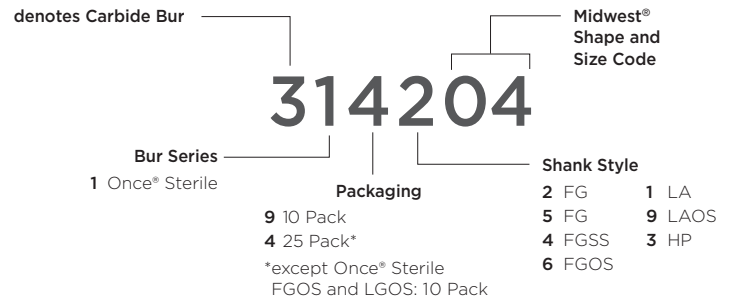 denotes Carbide Bur
Midwest®
Shape and
Size Code
314204
Bur Series
1 Once® Sterile
Packaging
9 10 Pack
4 25 Pack*
*except Once® Sterile
FGOS and LGOS: 10 Pack
Shank Style
2 FG 1 LA
5 FG 9 LAOS
4 FGSS 3 HP
6 FGOS